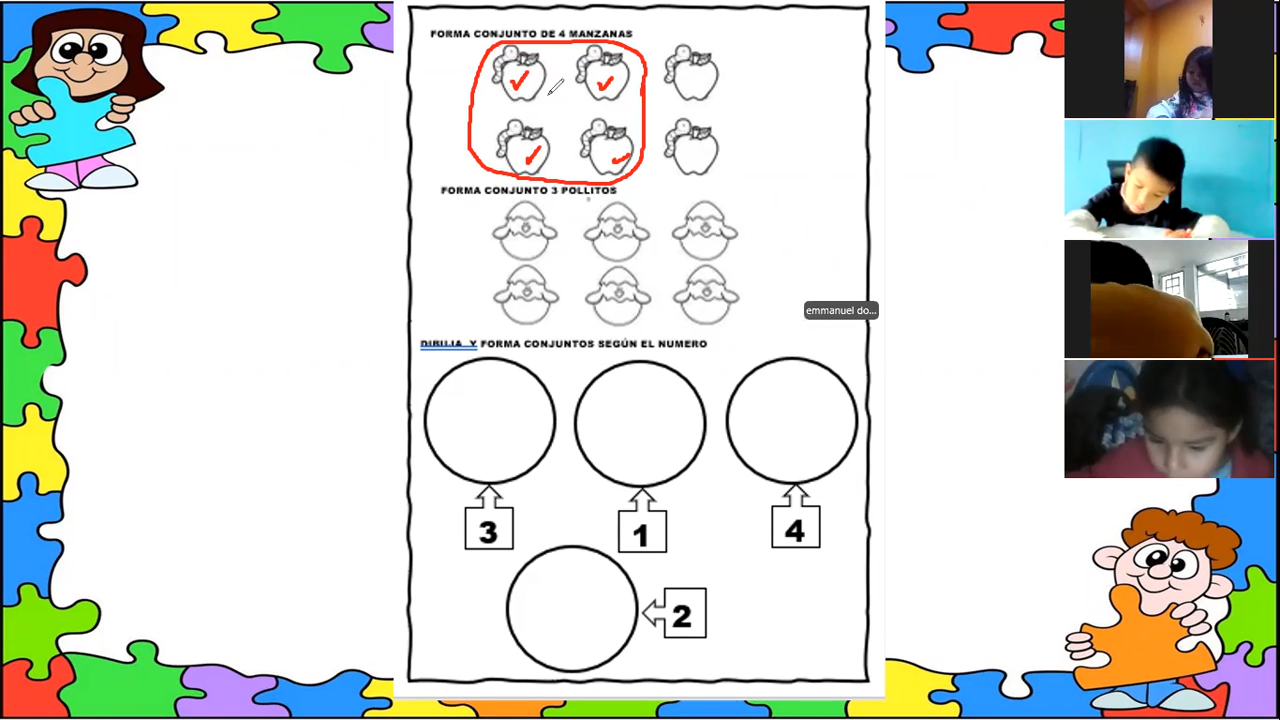 FORMA CONJUNTO DE 4 MANZANAS
FORMA CONJUNTO 3 POLLITOS
emmanuel do...
DIBUJA Y FORMA CONJUNTOS SEGÚN EL NUMERO
3
1
4
2